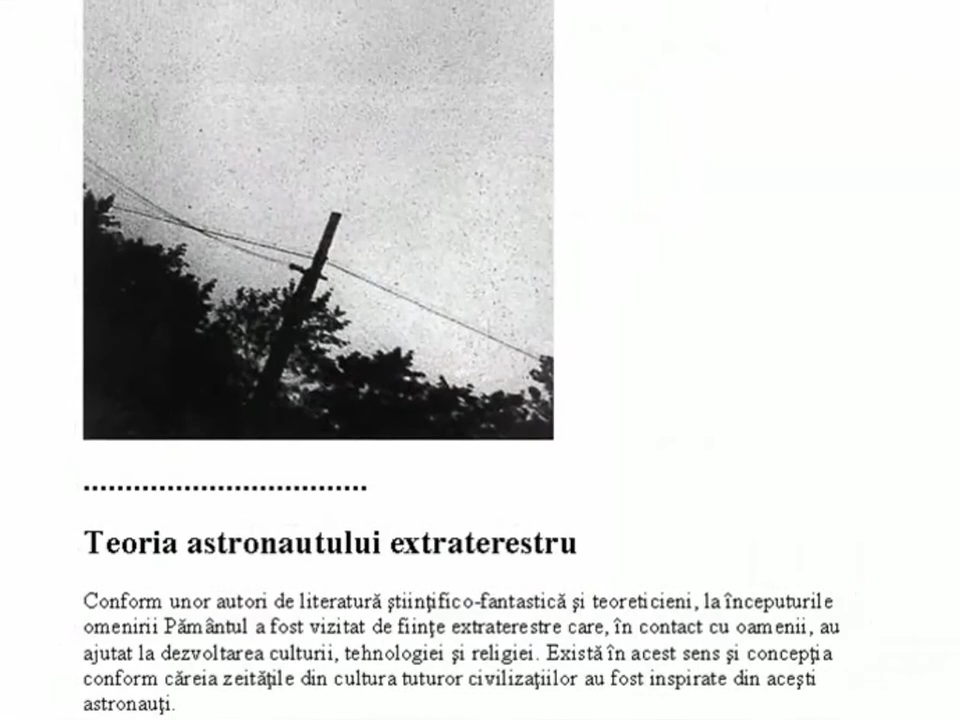 Teoria astronautului extraterestru
Conform unor autori de literatură ştiinţifico-fantastică şi teoreticieni, la începuturile
omenirii Pământul a fost vizitat de fiinţe extraterestre care, în contact cu oamenii, au
ajutat la dezvoltarea culturii, tehnologiei şi religiei. Există în acest sens şi concepţia
conform căreia zeităţile din cultura tuturor civilizaţiilor au fost inspirate din aceşti
astronauţi.